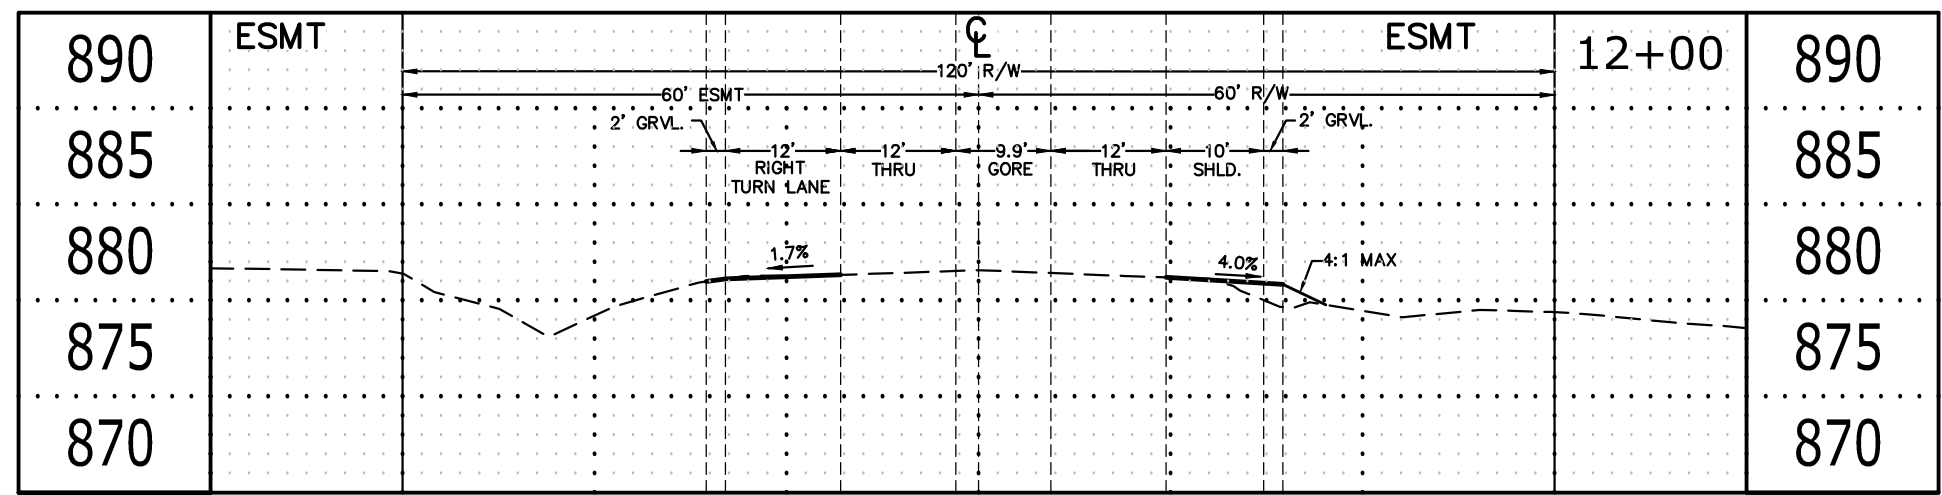 890
ESMT
CL
ESMT
12+00
890
120' R/W
60' ESMT
60' R/W
2' GRVL.
2' GRVL.
885
12'
RIGHT
TURN LANE
12'
THRU
9.9'
GORE
12'
THRU
10'
SHLD.
885
880
1.7%
4.0%
4:1 MAX
880
875
875
870
870